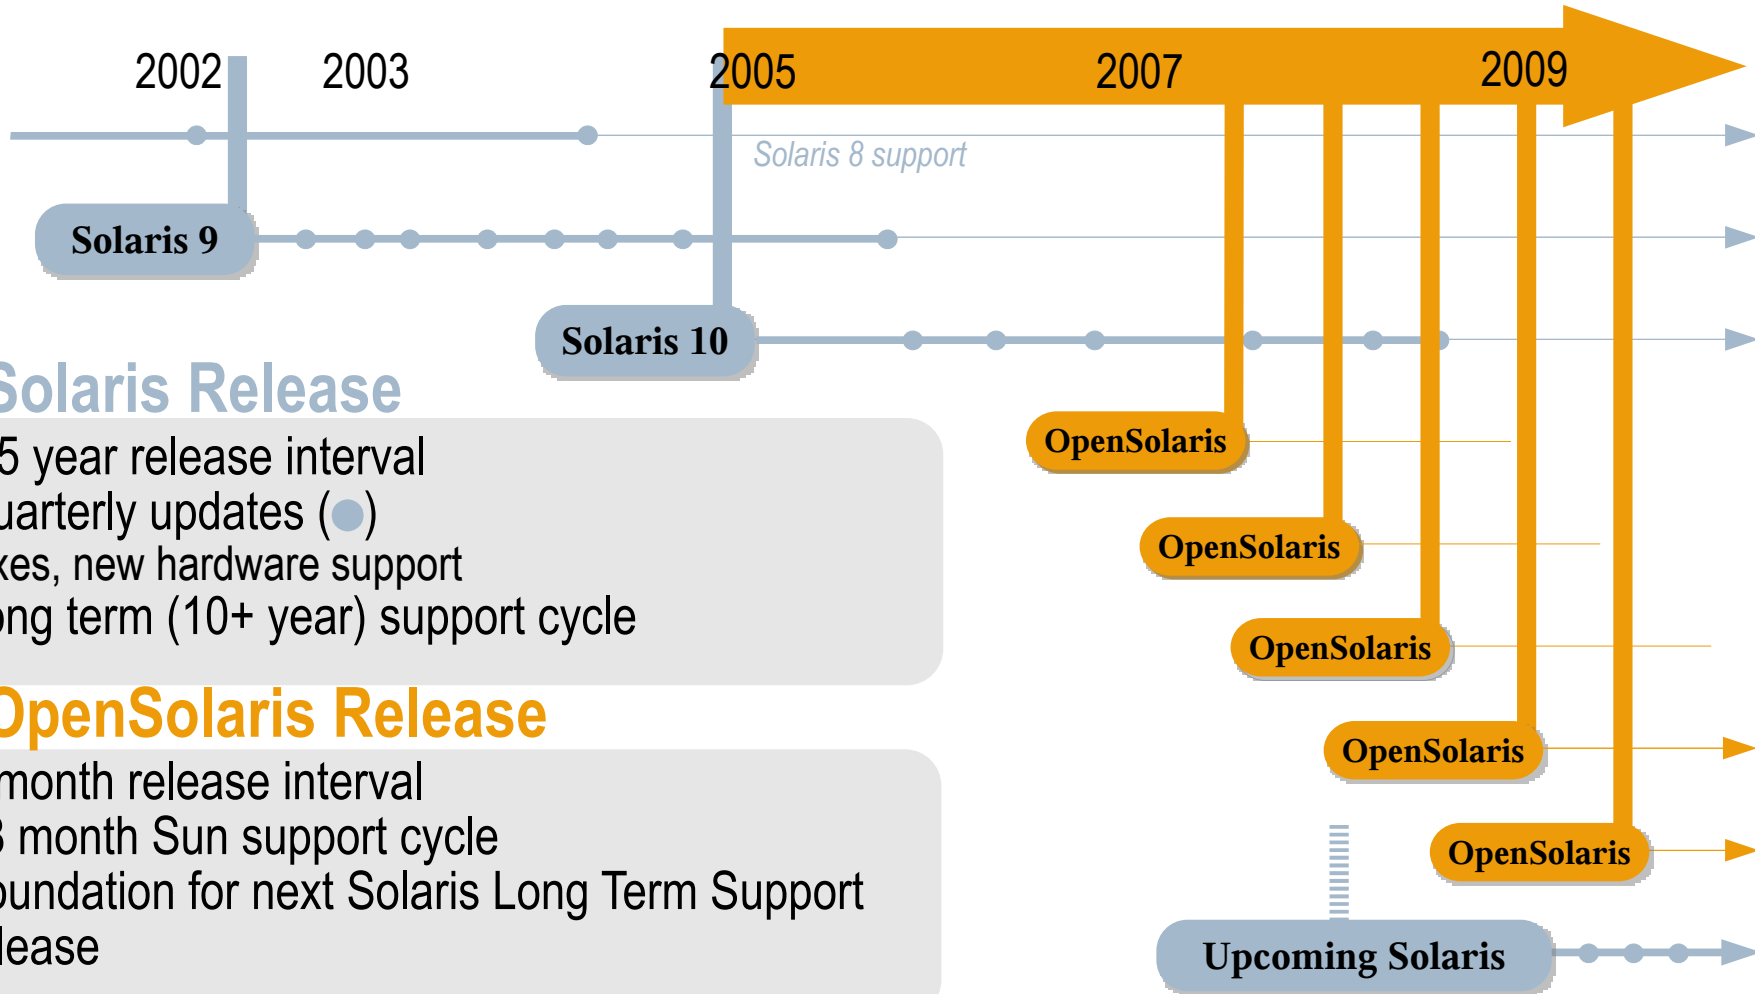 2002 2003 2005 2007 2009
Solaris 8 support
Solaris 9
Solaris 10
Solaris Release
5 year release interval
uarterly updates (●)
xes, new hardware support
ong term (10+ year) support cycle
OpenSolaris
OpenSolaris
OpenSolaris
OpenSolaris Release
month release interval
month Sun support cycle
oundation for next Solaris Long Term Support
lease
OpenSolaris
OpenSolaris
Upcoming Solaris